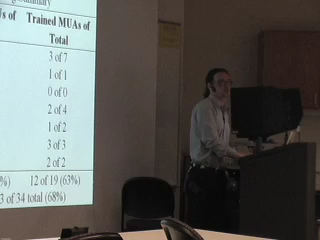 Summary
s of Trained MUAs of
Total
3 of 7
1 of 1
0 of 0
2 of 4
1 of 2
3 of 3
2 of 2
%) 12 of 19 (63%)
3 of 34 total (68%)